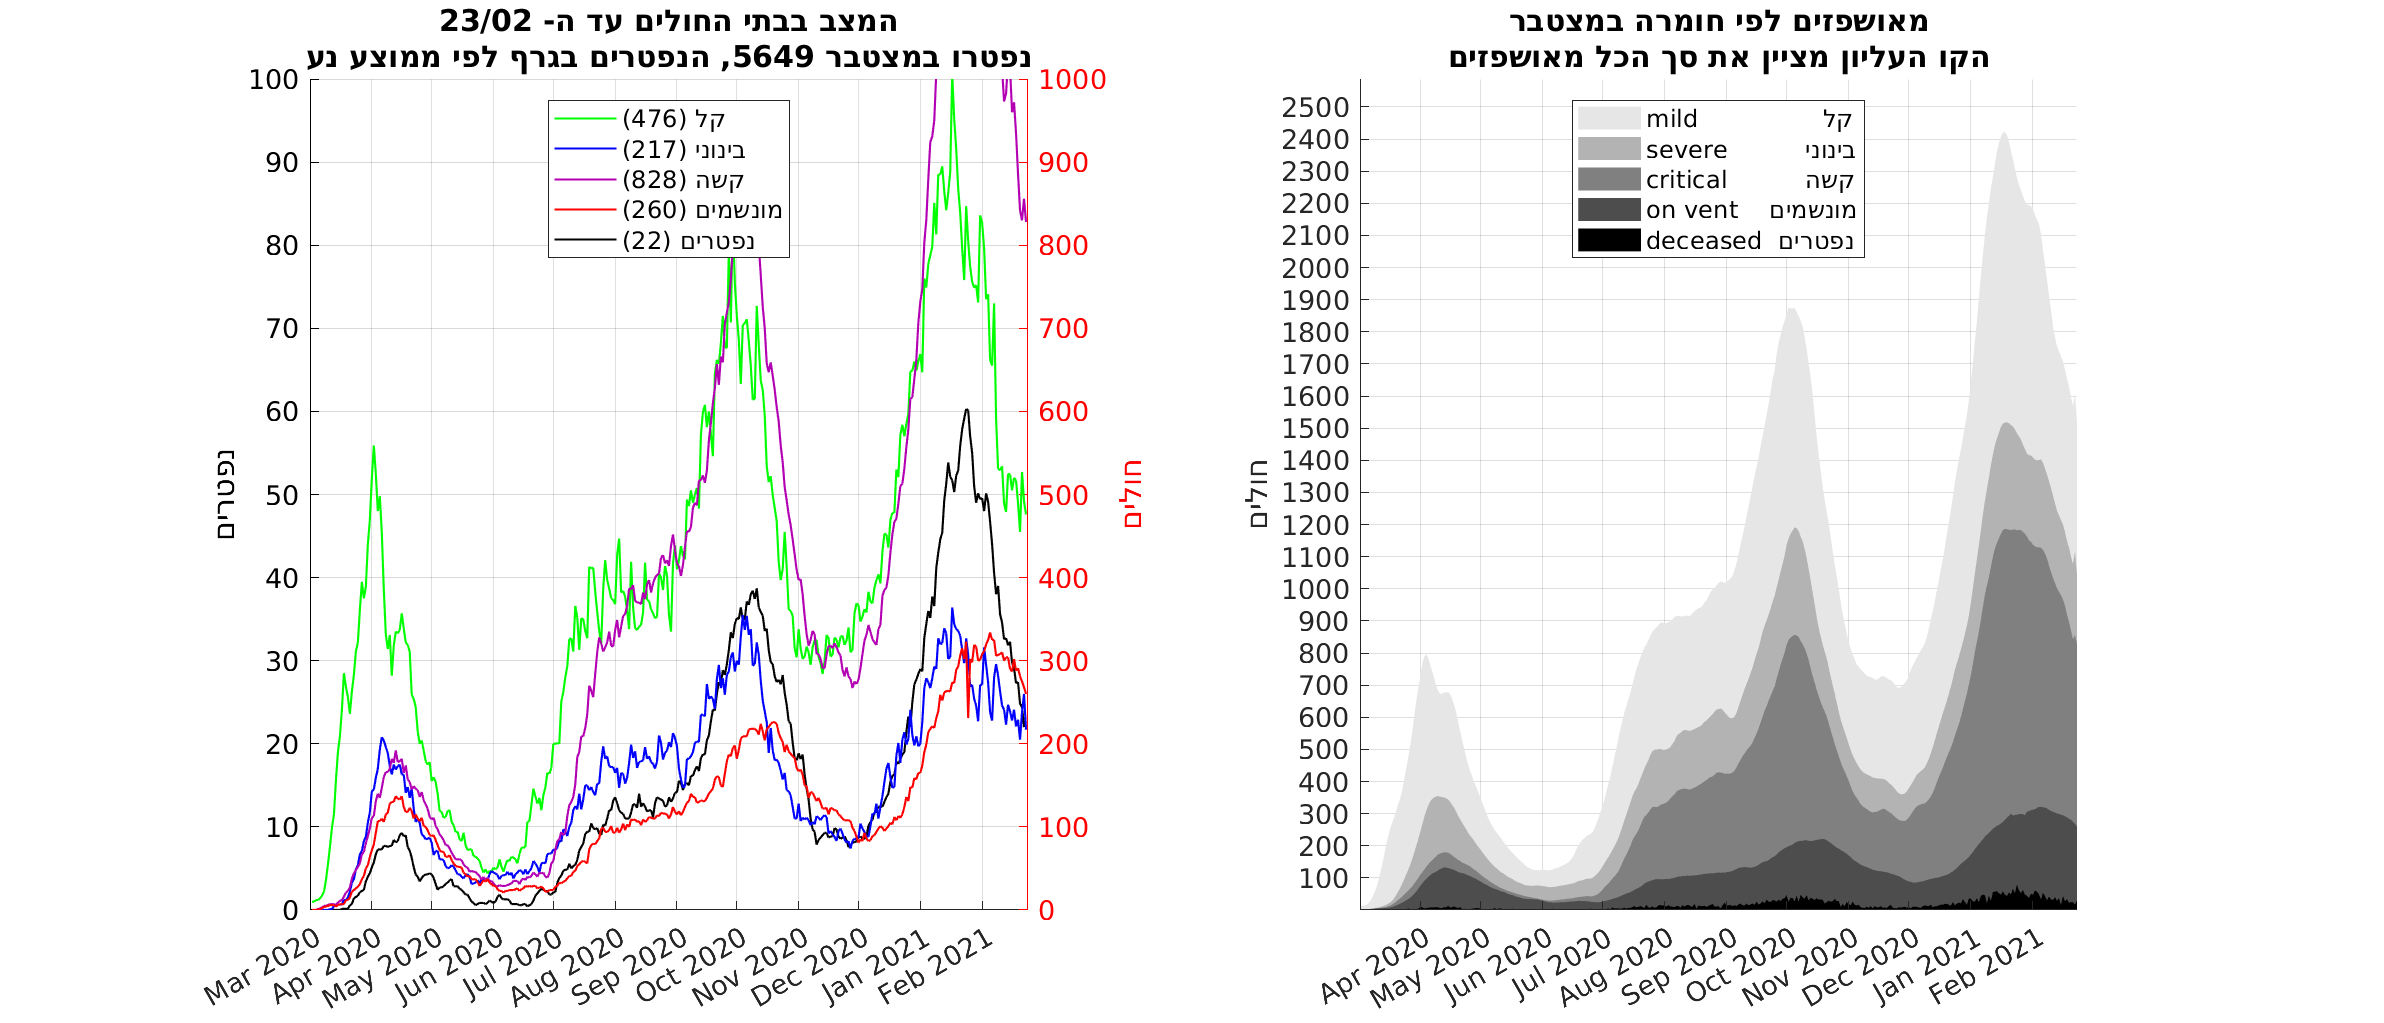 המצב בבתי החולים עד ה- 23/02
נפטרו במצטבר 5649, הנפטרים בגרף לפי ממוצע נע
100
90
80
70
60
50
40
30
20
10
0
נפטרים
1000
900
800
700
600
500
400
300
200
100
0
חולים
קל (476)
בינוני (217)
קשה (828)
מונשמים (260)
נפטרים (22)
Mar 2020
Apr 2020
May 2020
Jun 2020
Jul 2020
Aug 2020
Sep 2020
Oct 2020
Nov 2020
Dec 2020
Jan 2021
Feb 2021
מאושפזים לפי חומרה במצטבר
הקו העליון מציין את סך הכל מאושפזים
2500
2400
2300
2200
2100
2000
1900
1800
1700
1600
1500
1400
1300
1200
1100
1000
900
800
700
600
500
400
300
200
100
חולים
mild קל
severe בינוני
critical קשה
on vent מונשמים
deceased נפטרים
Apr 2020
May 2020
Jun 2020
Jul 2020
Aug 2020
Sep 2020
Oct 2020
Nov 2020
Dec 2020
Jan 2021
Feb 2021